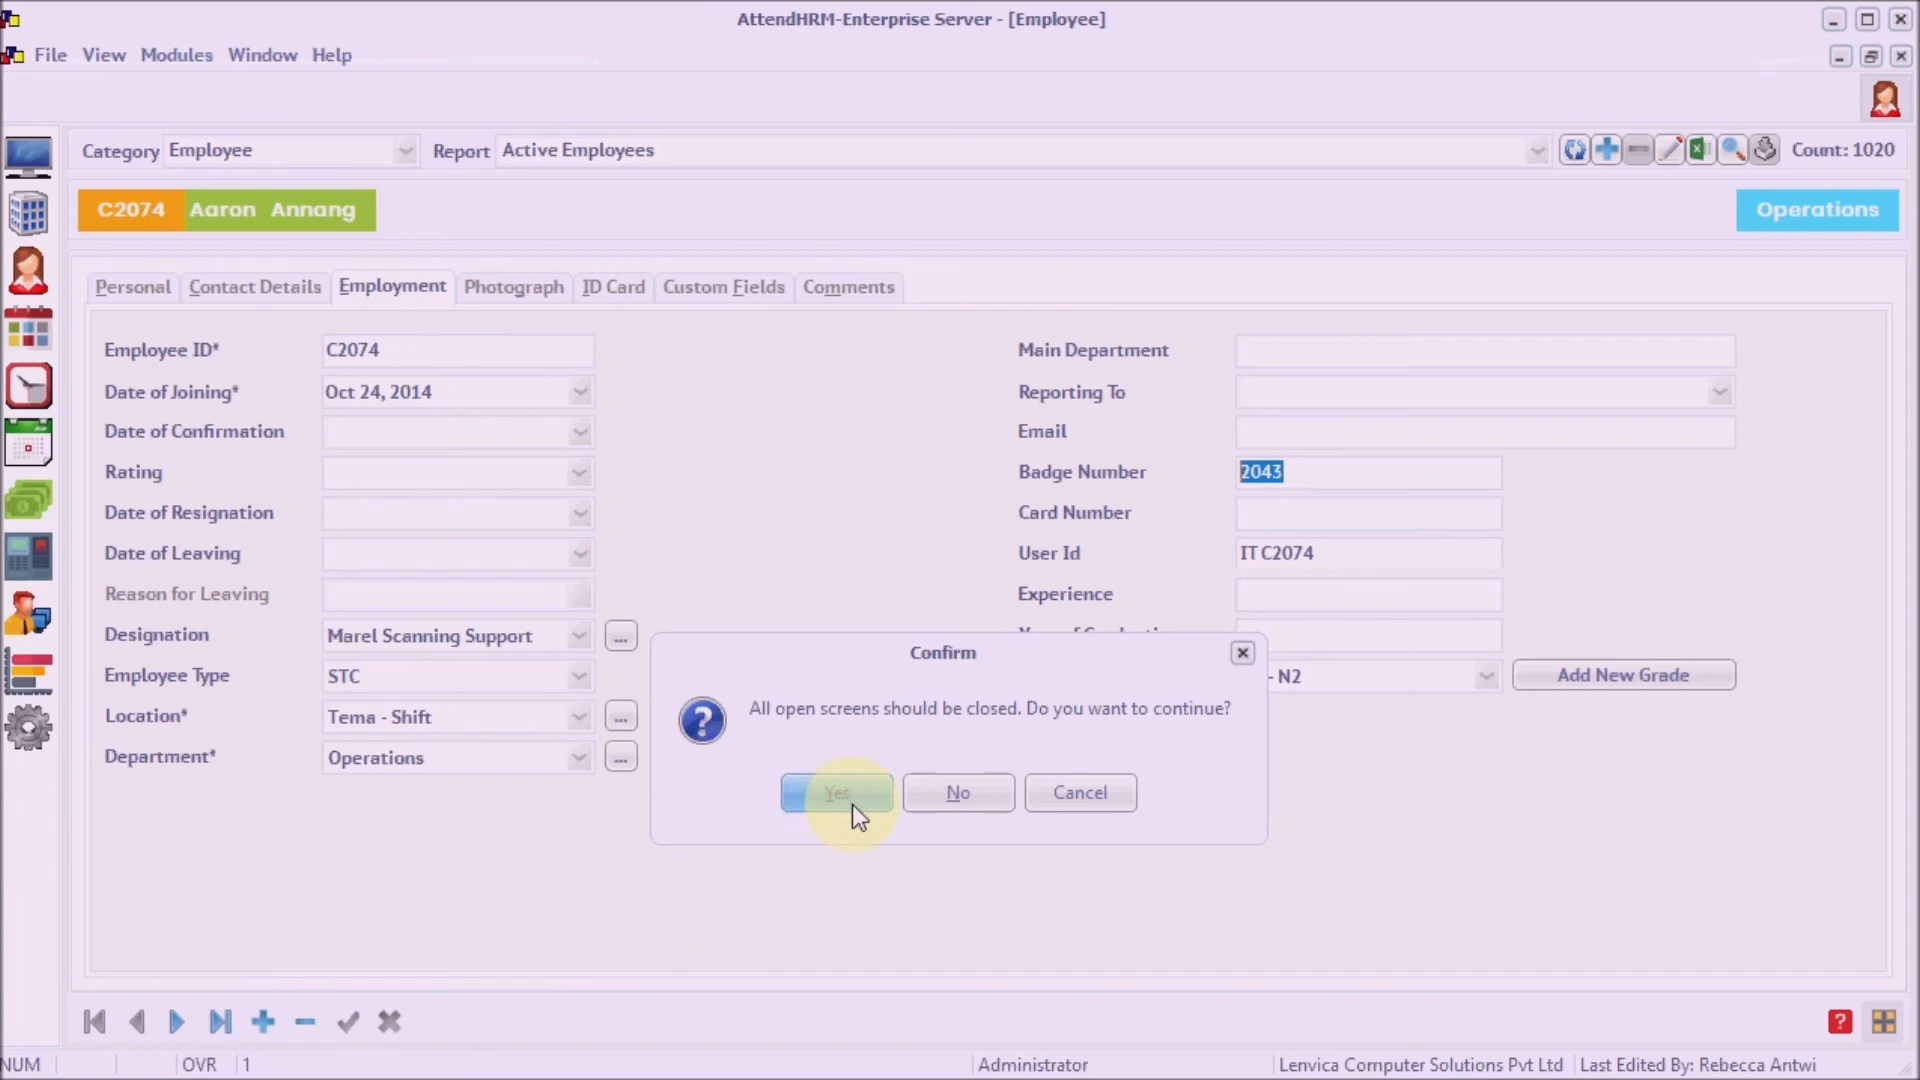 AttendHRM-Enterprise Server - [Employee]
File View Modules Window Help
Category Employee Report Active Employees Count: 1020
C2074 Aaron Annang Operations
Personal Contact Details Employment Photograph ID Card Custom Fields Comments
Employee ID* C2074 Main Department
Date of Joining* Oct 24, 2014 Reporting To
Date of Confirmation Email
Rating Badge Number 2043
Date of Resignation Card Number
Date of Leaving User Id IT C2074
Reason for Leaving Experience
Designation Marel Scanning Support ...
Confirm
Employee Type STC - N2 Add New Grade
Location* Tema - Shift ...
All open screens should be closed. Do you want to continue?
Department* Operations ...
Yes No Cancel
NUM OVR 1 Administrator Lenvica Computer Solutions Pvt Ltd Last Edited By: Rebecca Antwi